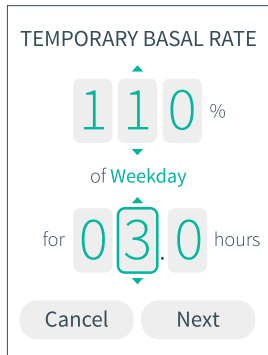 TEMPORARY BASAL RATE
110 %
of Weekday
for 03.0 hours
Cancel Next